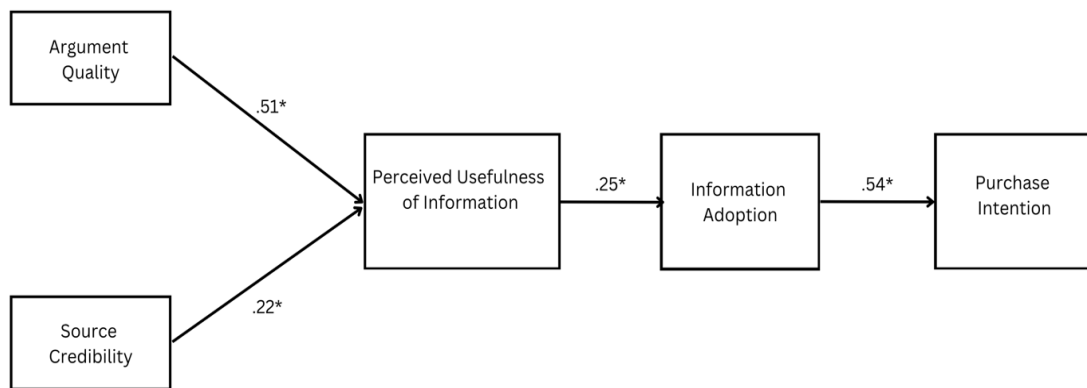 Argument
Quality
.51*
Perceived Usefulness
of Information
.25*
Information
Adoption
.54*
Purchase
Intention
.22*
Source
Credibility